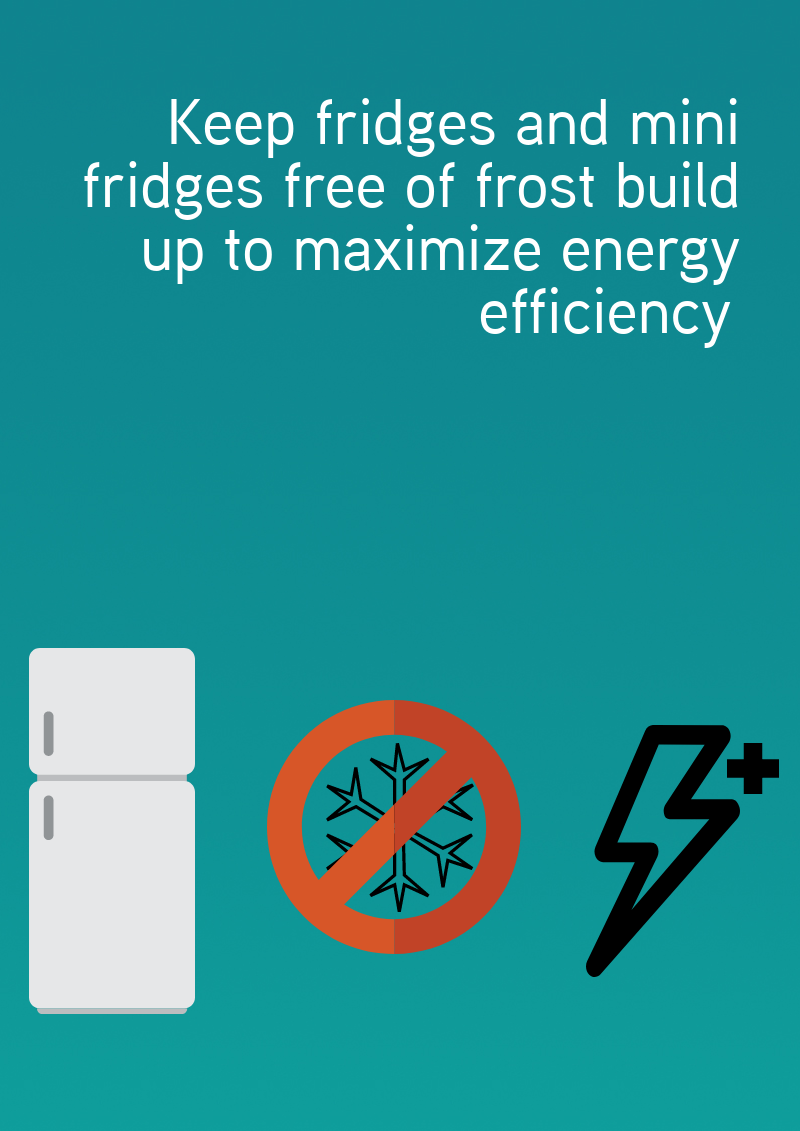 Keep fridges and mini
fridges free of frost build
up to maximize energy
efficiency